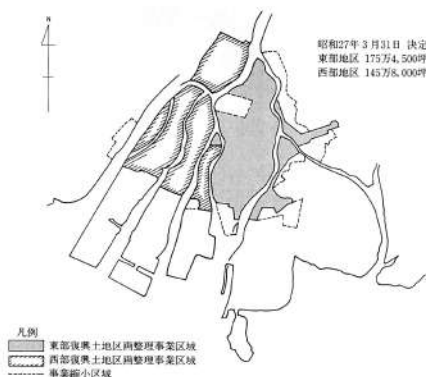 N
昭和27年3月31日 決定
東部地区 175万4,500坪
西部地区 145万8,000坪
凡例
東部復興土地区画整理事業区域
西部復興土地区画整理事業区域
事業縮小区域